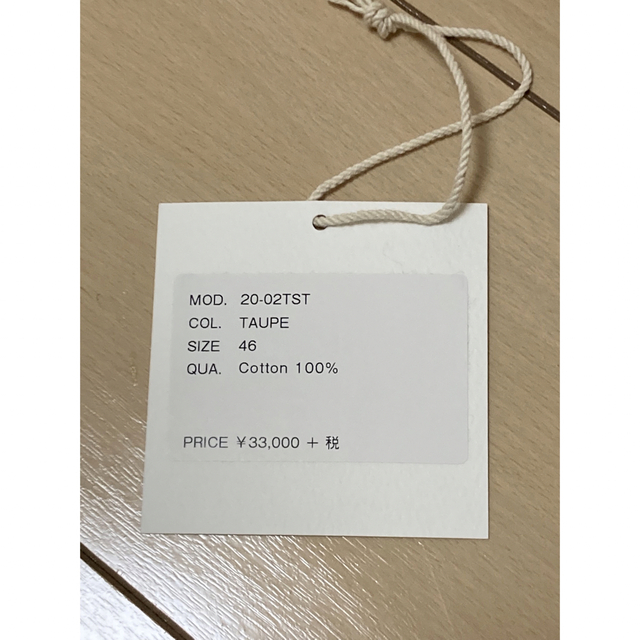 MOD. 20-02TST
COL. TAUPE
SIZE 46
QUA. Cotton 100%
PRICE ¥33,000 + 税